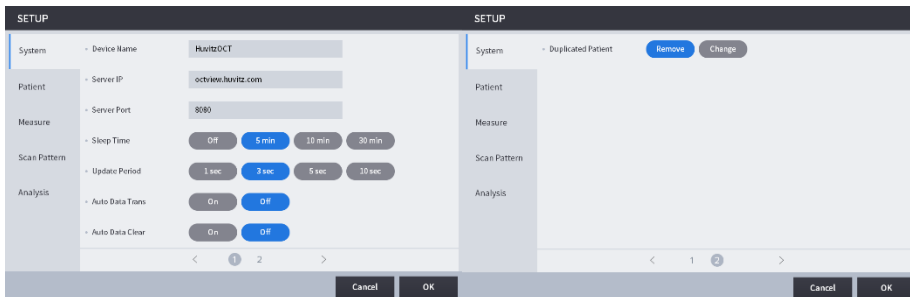 SETUP
System
Patient
Measure
Scan Pattern
Analysis
Device Name HuvitzOCT
Server IP octview.huvitz.com
Server Port 8080
Sleep Time Off 5 min 10 min 30 min
Update Period 1 sec 3 sec 5 sec 10 sec
Auto Data Trans On Off
Auto Data Clear On Off
< 1 2 >
Cancel OK
SETUP
System
Patient
Measure
Scan Pattern
Analysis
Duplicated Patient Remove Change
< 1 2 >
Cancel OK